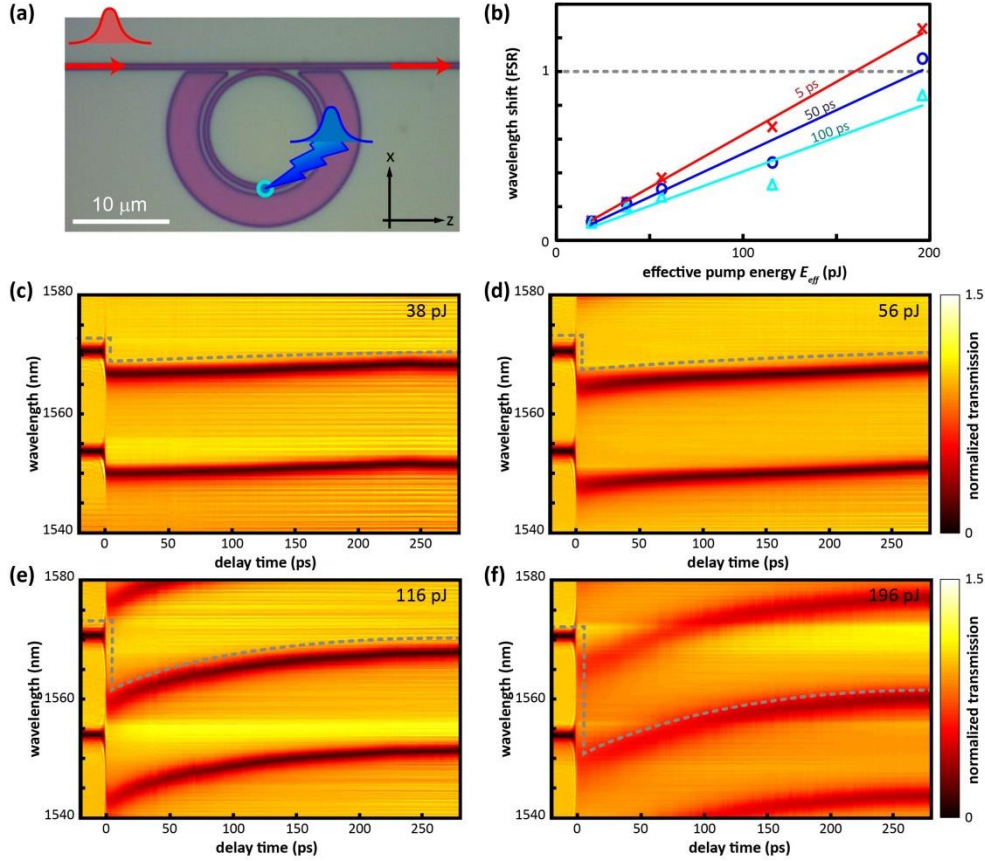 (a)
x
z
10 μm
(b)
wavelength shift (FSR)
1
0
5 ps
50 ps
100 ps
0
100
200
effective pump energy Eeff (pJ)
(c)
38 pJ
wavelength (nm)
1580
1560
1540
0
50
100
150
200
250
delay time (ps)
(d)
56 pJ
wavelength (nm)
1580
1560
1540
0
50
100
150
200
250
delay time (ps)
1.5
0
normalized transmission
(e)
116 pJ
wavelength (nm)
1580
1560
1540
0
50
100
150
200
250
delay time (ps)
(f)
196 pJ
wavelength (nm)
1580
1560
1540
0
50
100
150
200
250
delay time (ps)
1.5
0
normalized transmission